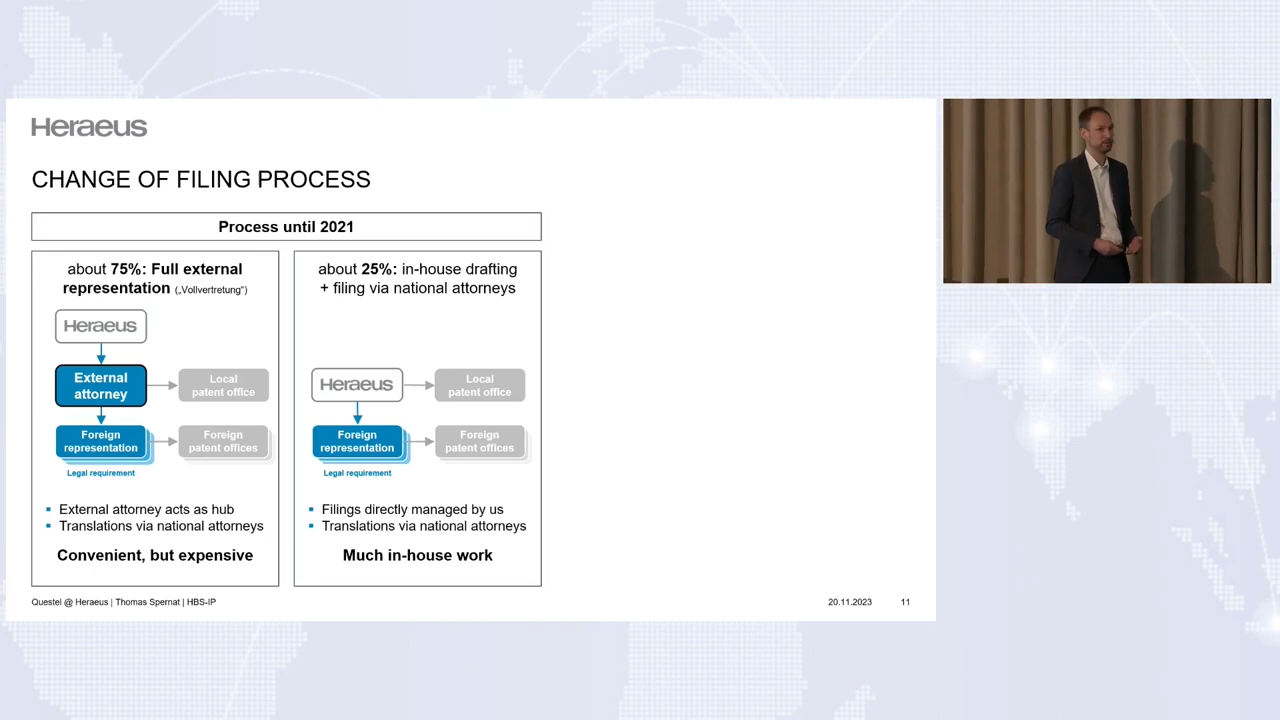 Heraeus
CHANGE OF FILING PROCESS
Process until 2021
about 75%: Full external
representation („Vollvertretung")
Heraeus
External
attorney
Local
patent office
Foreign
representation
Foreign
patent offices
Legal requirement
▪ External attorney acts as hub
▪ Translations via national attorneys
Convenient, but expensive
about 25%: in-house drafting
+ filing via national attorneys
Heraeus
Local
patent office
Foreign
representation
Foreign
patent offices
Legal requirement
▪ Filings directly managed by us
▪ Translations via national attorneys
Much in-house work
Questel @ Heraeus | Thomas Spernat | HBS-IP
20.11.2023
11